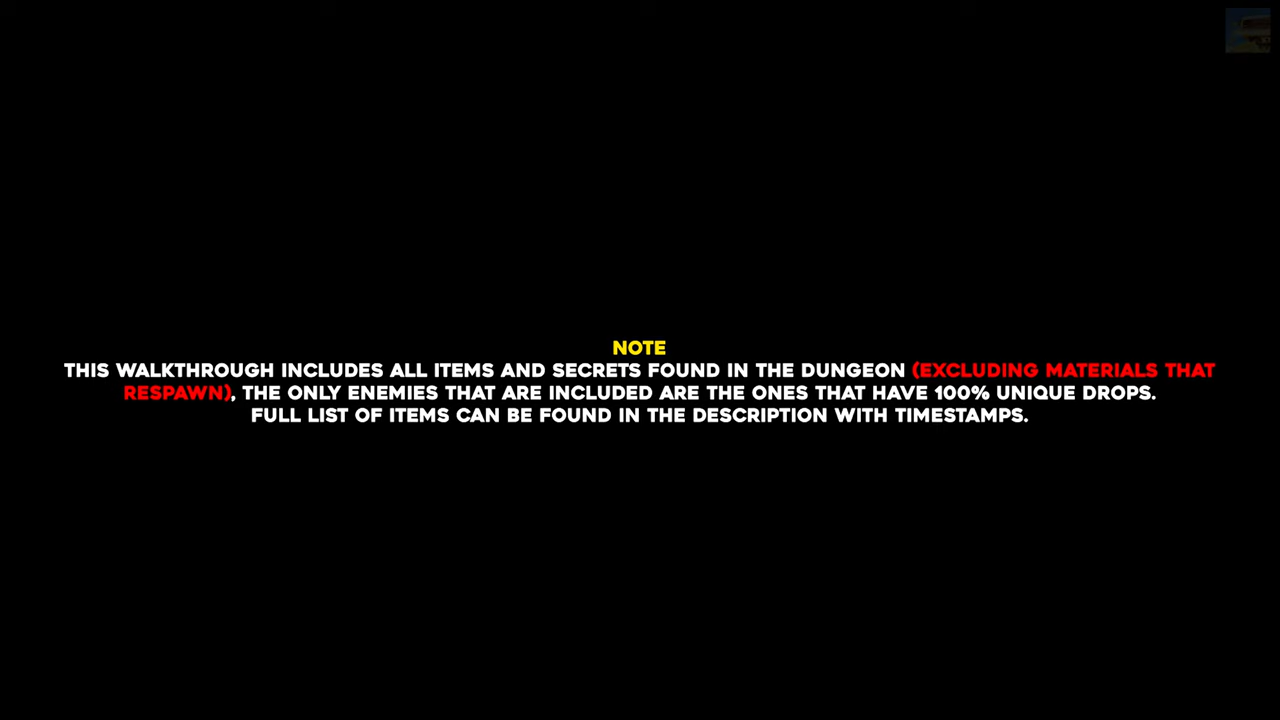 NOTE
THIS WALKTHROUGH INCLUDES ALL ITEMS AND SECRETS FOUND IN THE DUNGEON (EXCLUDING MATERIALS THAT
RESPAWN), THE ONLY ENEMIES THAT ARE INCLUDED ARE THE ONES THAT HAVE 100% UNIQUE DROPS.
FULL LIST OF ITEMS CAN BE FOUND IN THE DESCRIPTION WITH TIMESTAMPS.